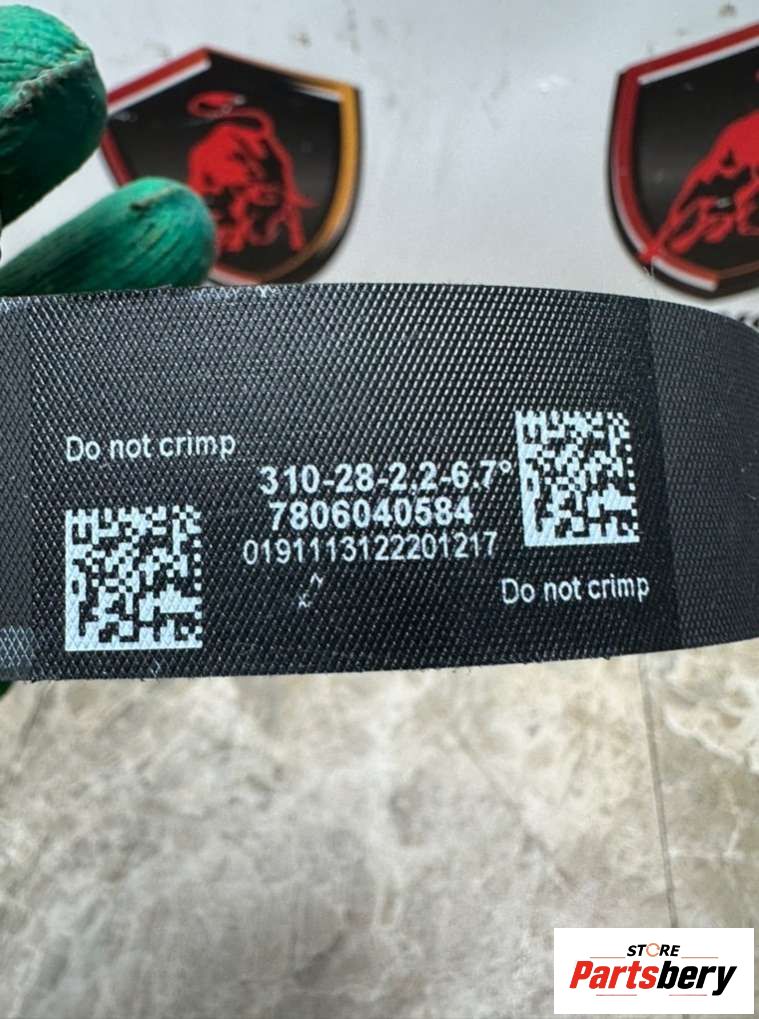 Do not crimp
310-28-2.2-6.7°
7806040584
0191113122201217
Do not crimp
STORE
Partsbery